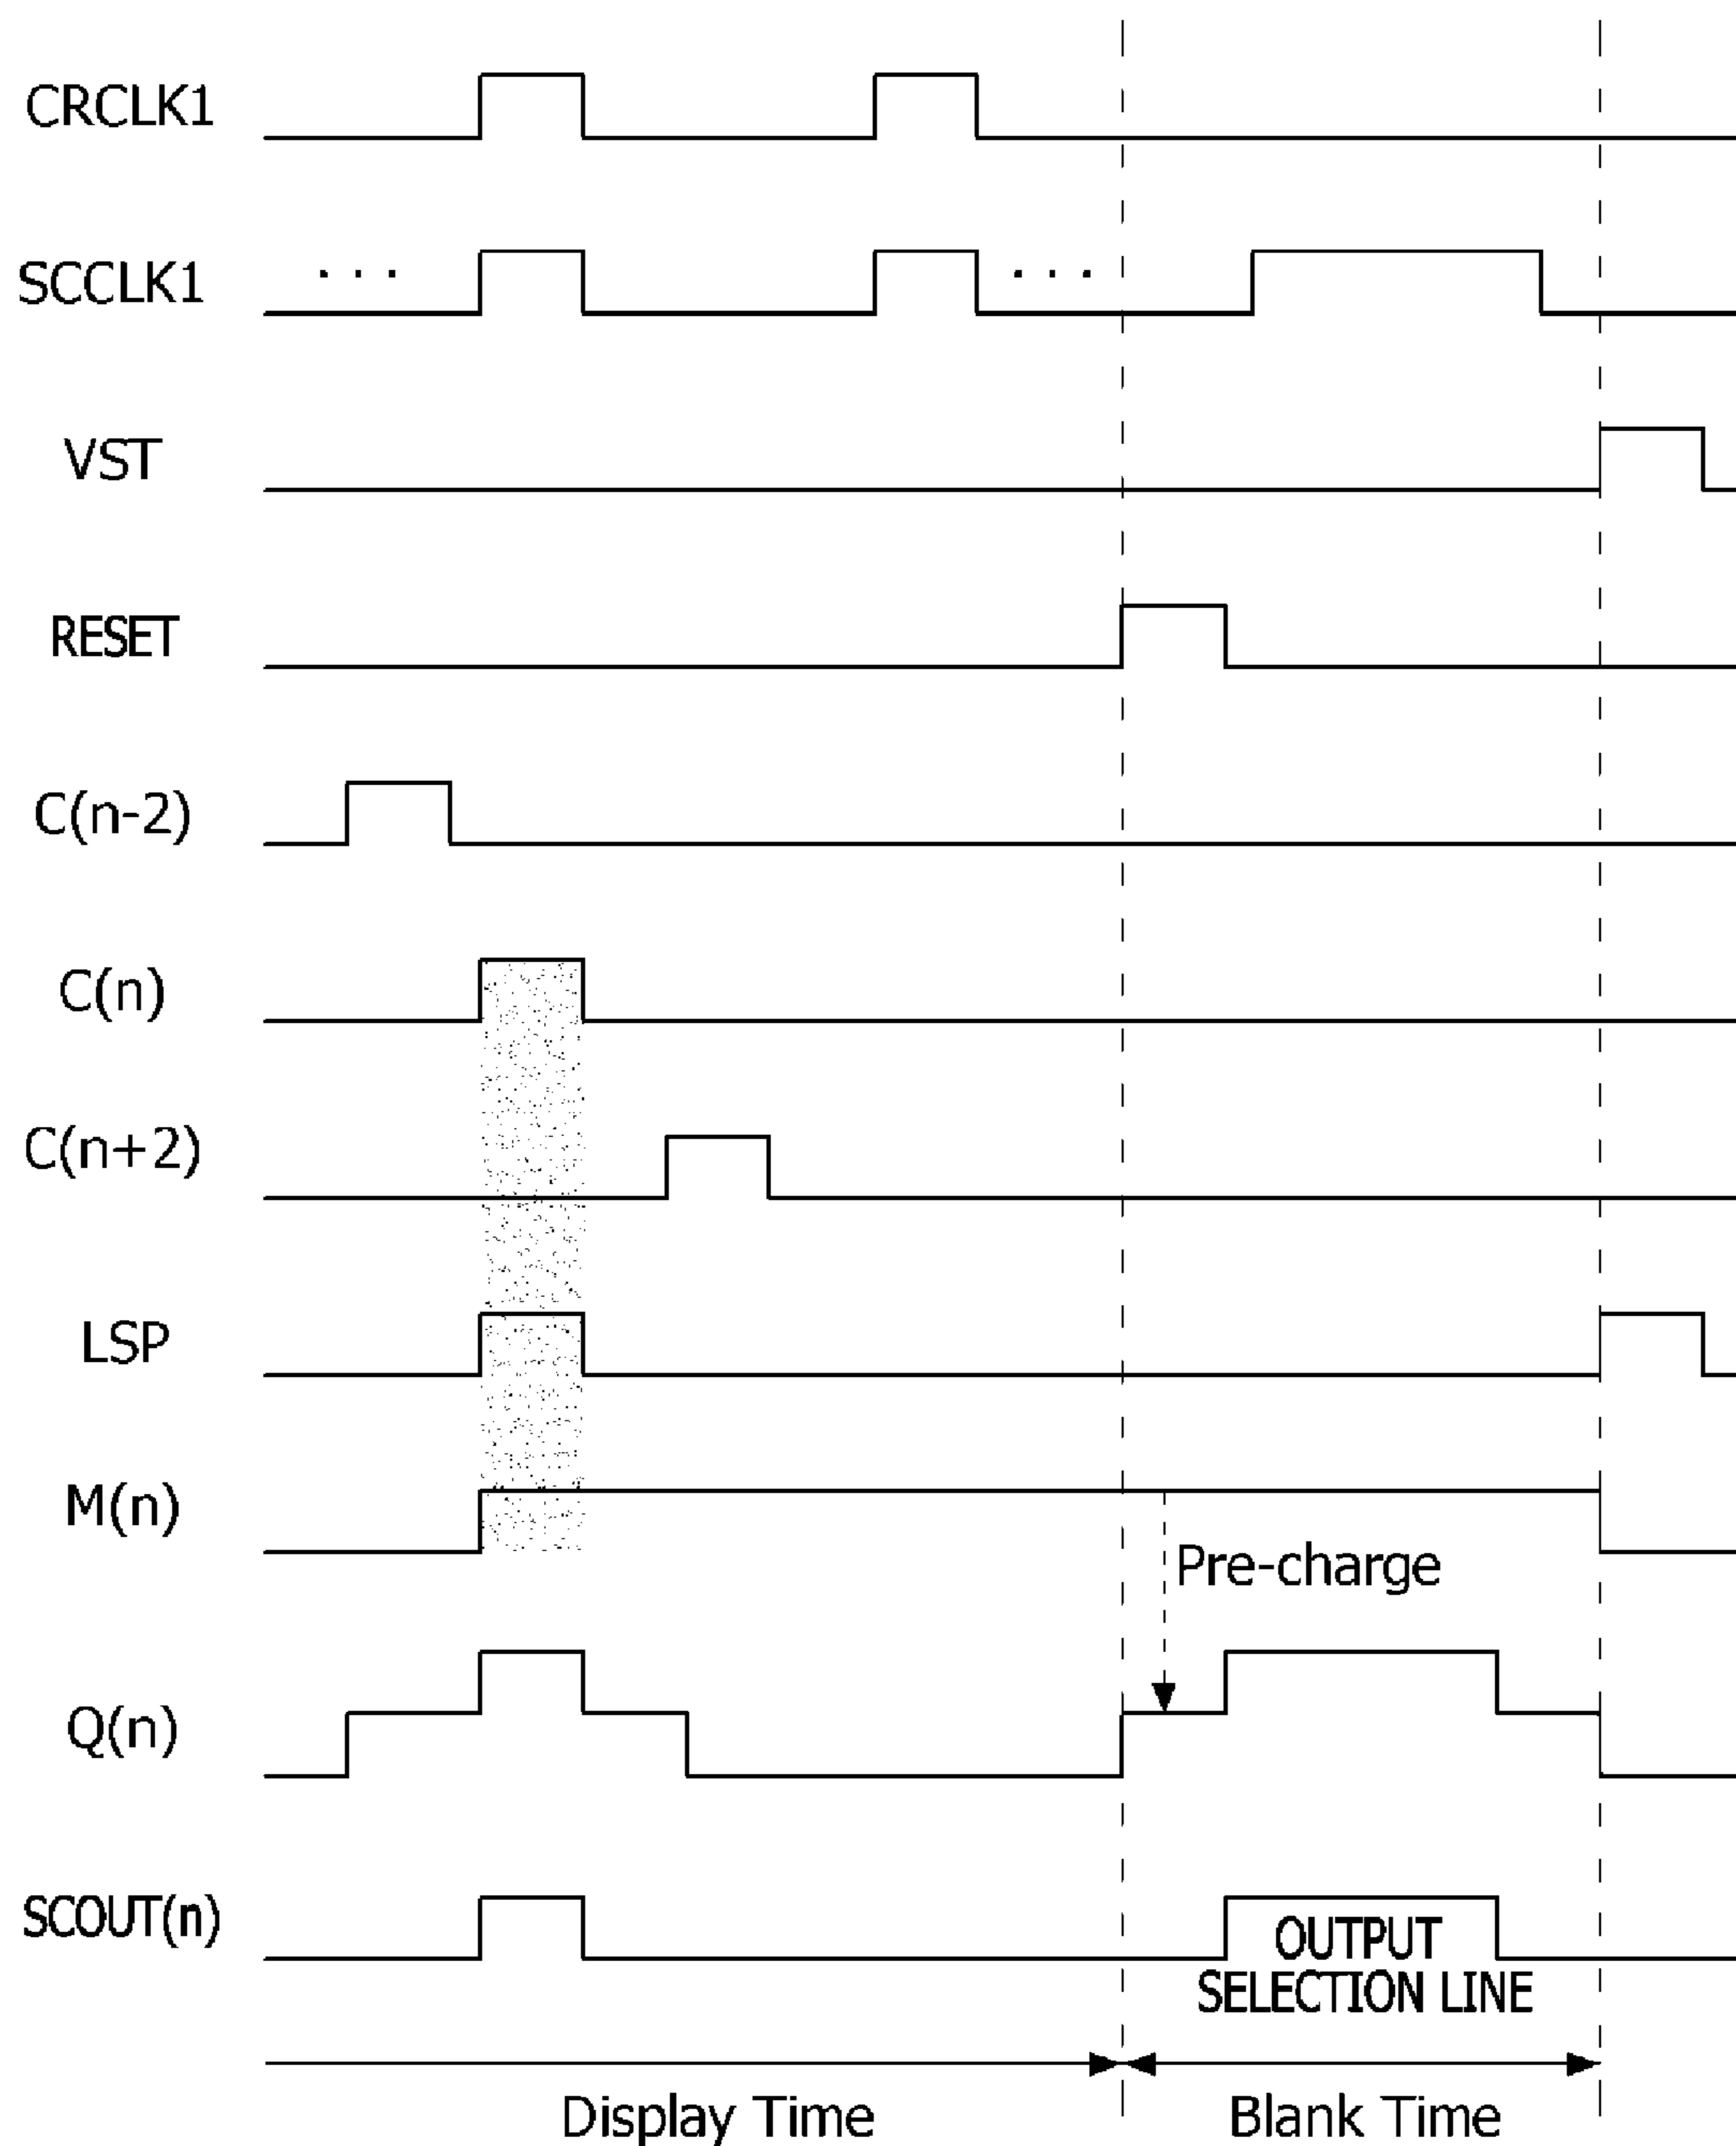 CRCLK1
SCCLK1
. . .
. . .
VST
RESET
C(n-2)
C(n)
C(n+2)
LSP
M(n)
Pre-charge
Q(n)
SCOUT(n)
OUTPUT
SELECTION LINE
Display Time
Blank Time